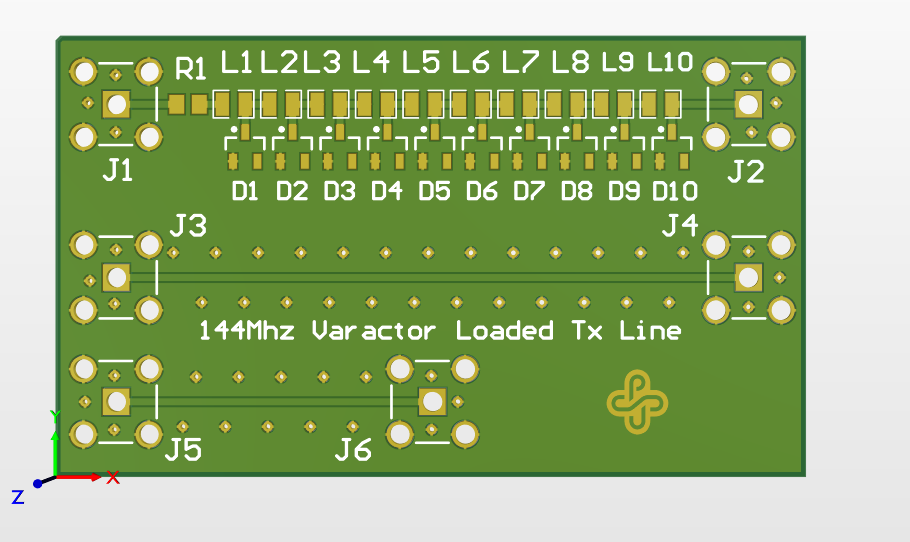 R1 L1 L2 L3 L4 L5 L6 L7 L8 L9 L10
J1 J2
D1 D2 D3 D4 D5 D6 D7 D8 D9 D10
J3 J4
144Mhz Varactor Loaded Tx Line
J5 J6
Y
X
Z